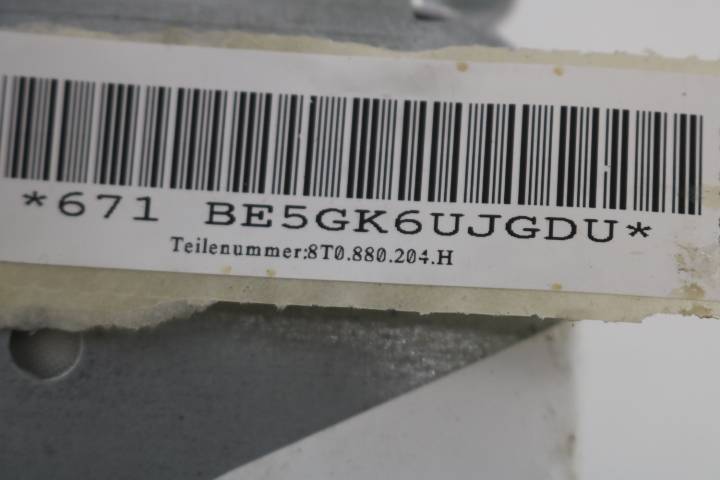 *671 BE5GK6UJGDU*
Teilenummer:8T0.880.204.H